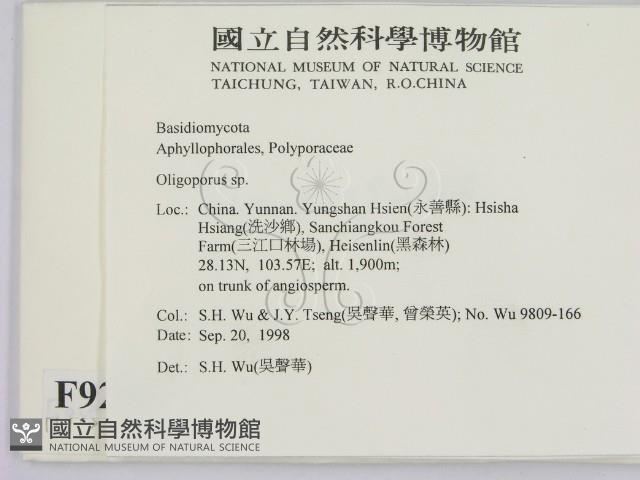 國立自然科學博物館
NATIONAL MUSEUM OF NATURAL SCIENCE
TAICHUNG, TAIWAN, R.O.CHINA
Basidiomycota
Aphyllophorales, Polyporaceae
Oligoporus sp.
Loc.: China. Yunnan. Yungshan Hsien(永善縣): Hsisha
Hsiang(洗沙鄉), Sanchiangkou Forest
Farm(三江口林場), Heisenlin(黑森林)
28.13N, 103.57E; alt. 1,900m;
on trunk of angiosperm.
Col.: S.H. Wu & J.Y. Tseng(吳聲華, 曾榮英); No. Wu 9809-166
Date: Sep. 20, 1998
Det.: S.H. Wu(吳聲華)
F92
國立自然科學博物館
NATIONAL MUSEUM OF NATURAL SCIENCE